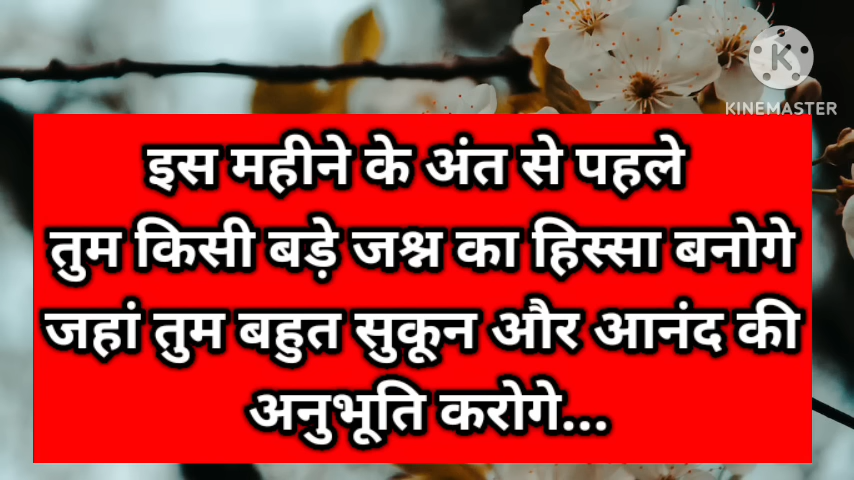 KINEMASTER
इस महीने के अंत से पहले
तुम किसी बड़े जश्न का हिस्सा बनोगे
जहां तुम बहुत सुकून और आनंद की
अनुभूति करोगे...